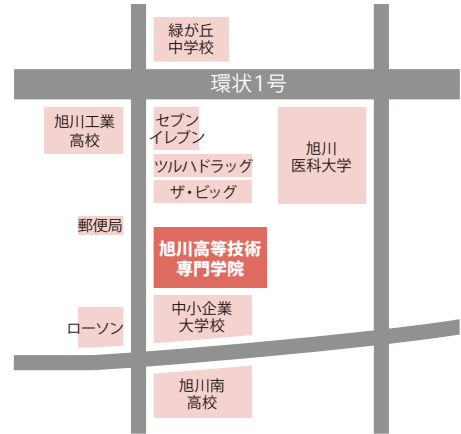 緑が丘
中学校
環状1号
旭川工業
高校
セブン
イレブン
旭川
医科大学
ツルハドラッグ
ザ・ビッグ
郵便局
旭川高等技術
専門学院
中小企業
大学校
ローソン
旭川南
高校